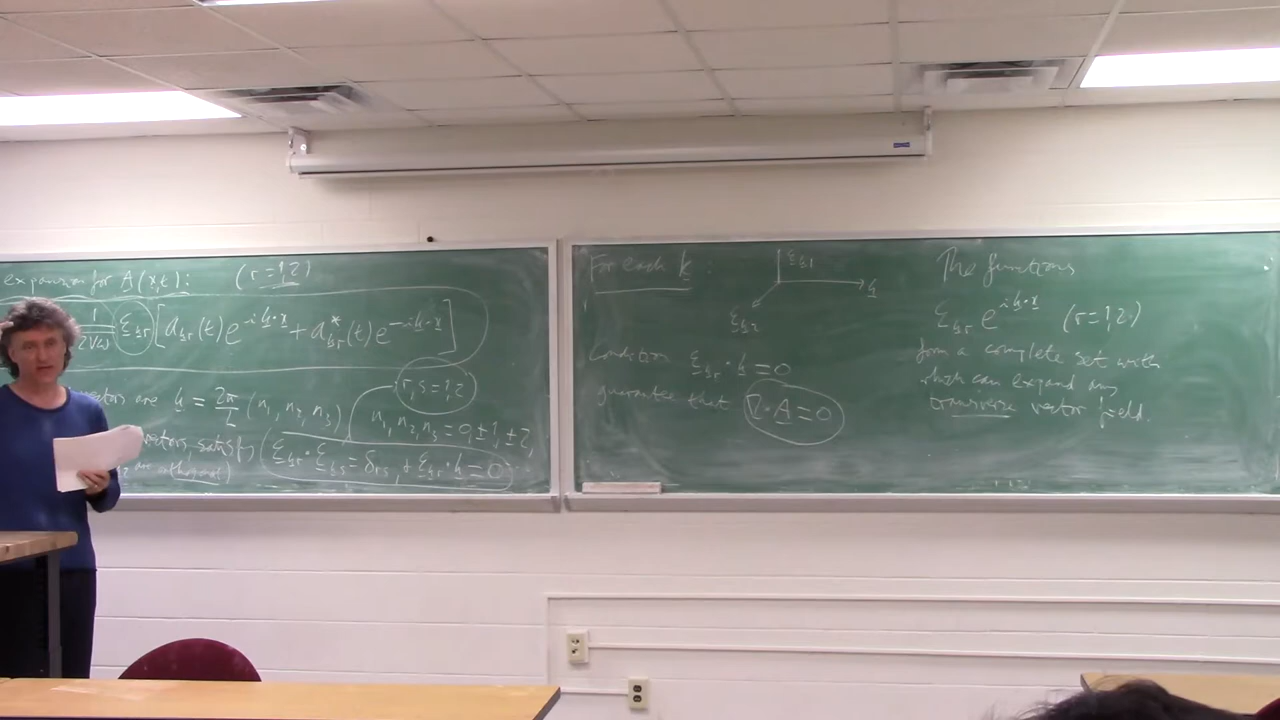 expansion for A(x,t): (r=1,2)
1/√2Vω ε_kr [a_kr(t)e^{-ik·x} + a*_kr(t)e^{-ik·x}]
vectors are k = 2π/L (n₁, n₂, n₃)
r,s=1,2
n₁,n₂,n₃ = 0,±1,±2,
vectors, satisfy (ε_kr·ε_ks = δ_rs, + ε_kr·k = 0)
are orthogonal)
For each k:
ε_k1
k
ε_k2
Condition ε_kr·k = 0
guarantee that ∇·A = 0
The functions
ε_kr e^{-ik·x} (r=1,2)
form a complete set with
which can expand any
transverse vector field.